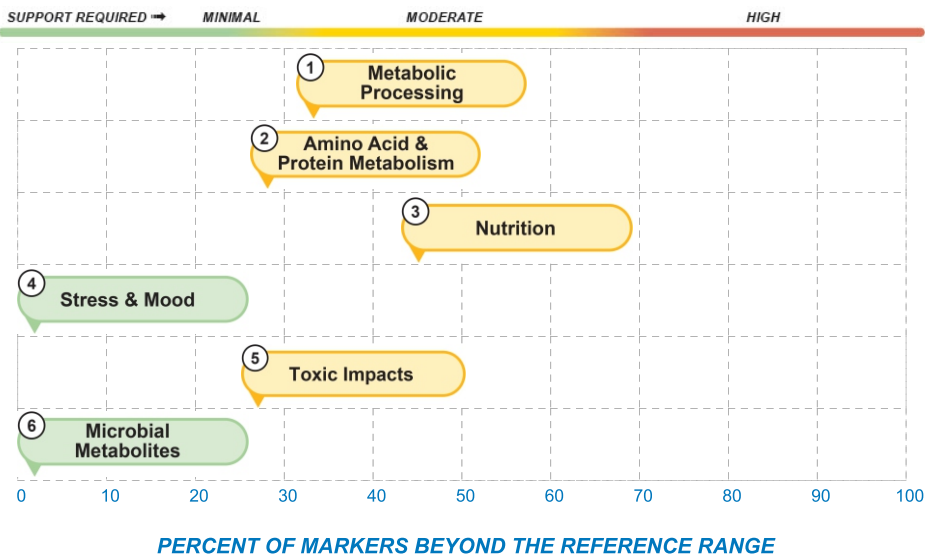 SUPPORT REQUIRED ➟ MINIMAL MODERATE HIGH
1 Metabolic
Processing
2 Amino Acid &
Protein Metabolism
3 Nutrition
4 Stress & Mood
5 Toxic Impacts
6 Microbial
Metabolites
0 10 20 30 40 50 60 70 80 90 100
PERCENT OF MARKERS BEYOND THE REFERENCE RANGE